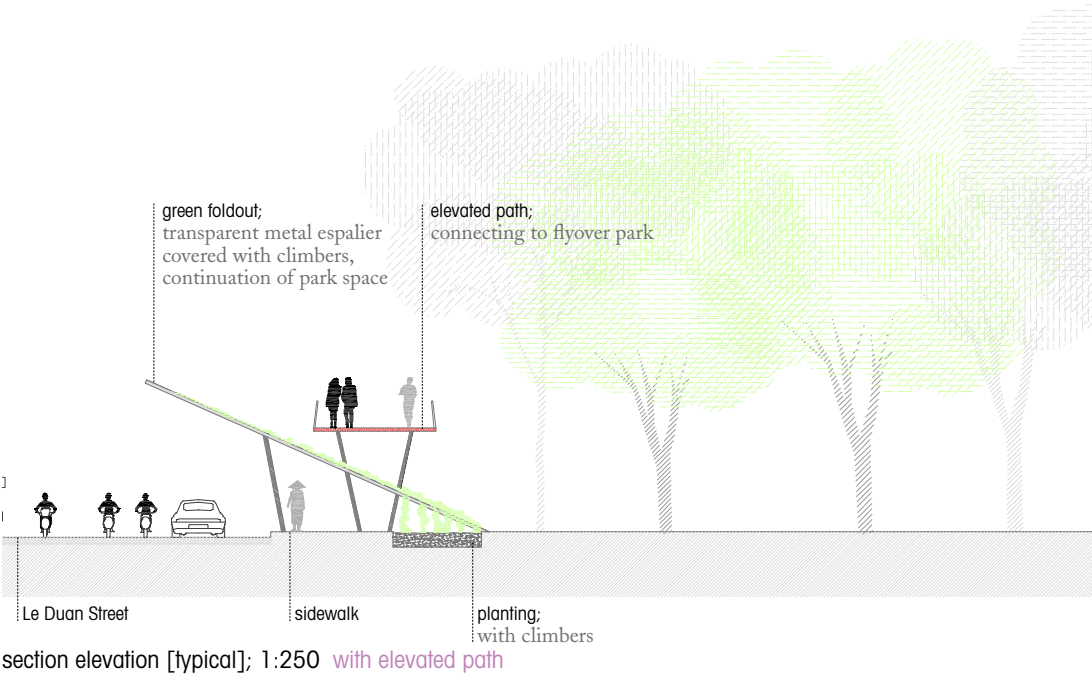 green foldout;
transparent metal espalier
covered with climbers,
continuation of park space
elevated path;
connecting to flyover park
]
Le Duan Street
sidewalk
planting;
with climbers
section elevation [typical]; 1:250 with elevated path